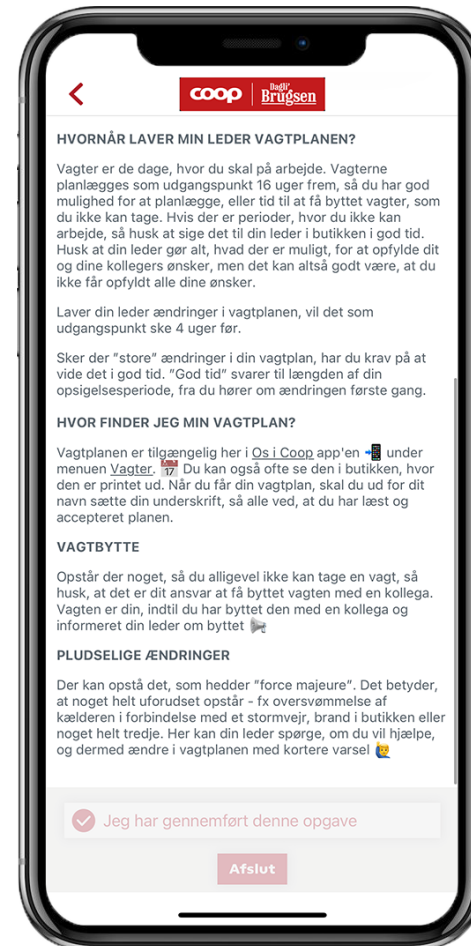 coop Dagli' Brugsen
HVORNÅR LAVER MIN LEDER VAGTPLANEN?
Vagter er de dage, hvor du skal på arbejde. Vagterne
planlægges som udgangspunkt 16 uger frem, så du har god
mulighed for at planlægge, eller tid til at få byttet vagter, som
du ikke kan tage. Hvis der er perioder, hvor du ikke kan
arbejde, så husk at sige det til din leder i butikken i god tid.
Husk at din leder gør alt, hvad der er muligt, for at opfylde dit
og dine kollegers ønsker, men det kan altså godt være, at du
ikke får opfyldt alle dine ønsker.
Laver din leder ændringer i vagtplanen, vil det som
udgangspunkt ske 4 uger før.
Sker der "store" ændringer i din vagtplan, har du krav på at
vide det i god tid. "God tid" svarer til længden af din
opsigelsesperiode, fra du hører om ændringen første gang.
HVOR FINDER JEG MIN VAGTPLAN?
Vagtplanen er tilgængelig her i Os i Coop app'en 📲 under
menuen Vagter. 📅 Du kan også ofte se den i butikken, hvor
den er printet ud. Når du får din vagtplan, skal du ud for dit
navn sætte din underskrift, så alle ved, at du har læst og
accepteret planen.
VAGTBYTTE
Opstår der noget, så du alligevel ikke kan tage en vagt, så
husk, at det er dit ansvar at få byttet vagten med en kollega.
Vagten er din, indtil du har byttet den med en kollega og
informeret din leder om byttet 📢
PLUDSELIGE ÆNDRINGER
Der kan opstå det, som hedder "force majeure". Det betyder,
at noget helt uforudset opstår - fx oversvømmelse af
kælderen i forbindelse med et stormvejr, brand i butikken eller
noget helt tredje. Her kan din leder spørge, om du vil hjælpe,
og dermed ændre i vagtplanen med kortere varsel 🙋‍♂️
Jeg har gennemført denne opgave
Afslut